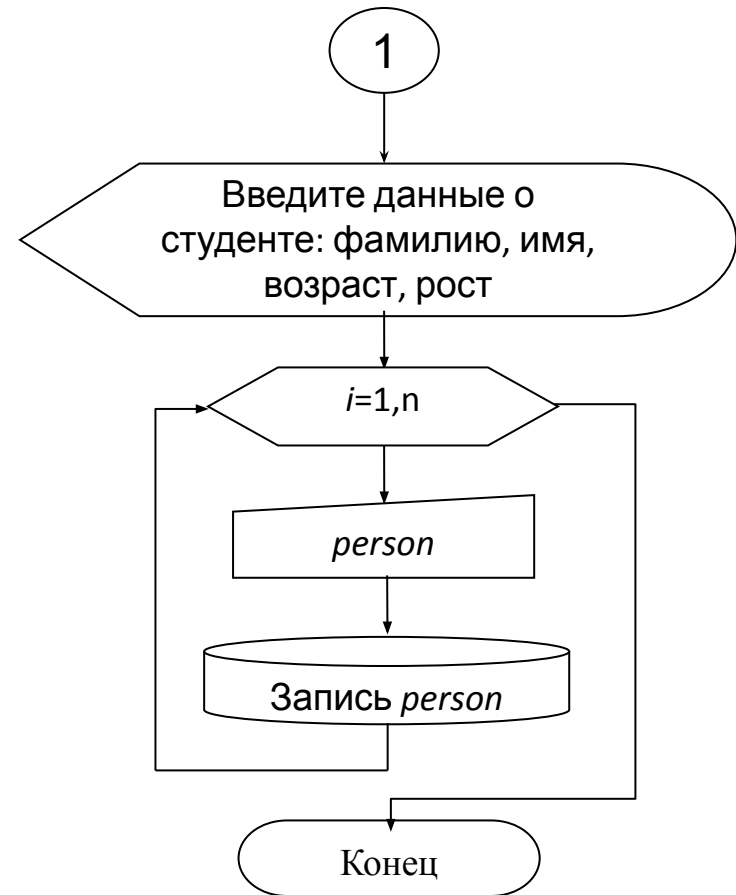 1
Введите данные о
студенте: фамилию, имя,
возраст, рост
i=1,n
person
Запись person
Конец